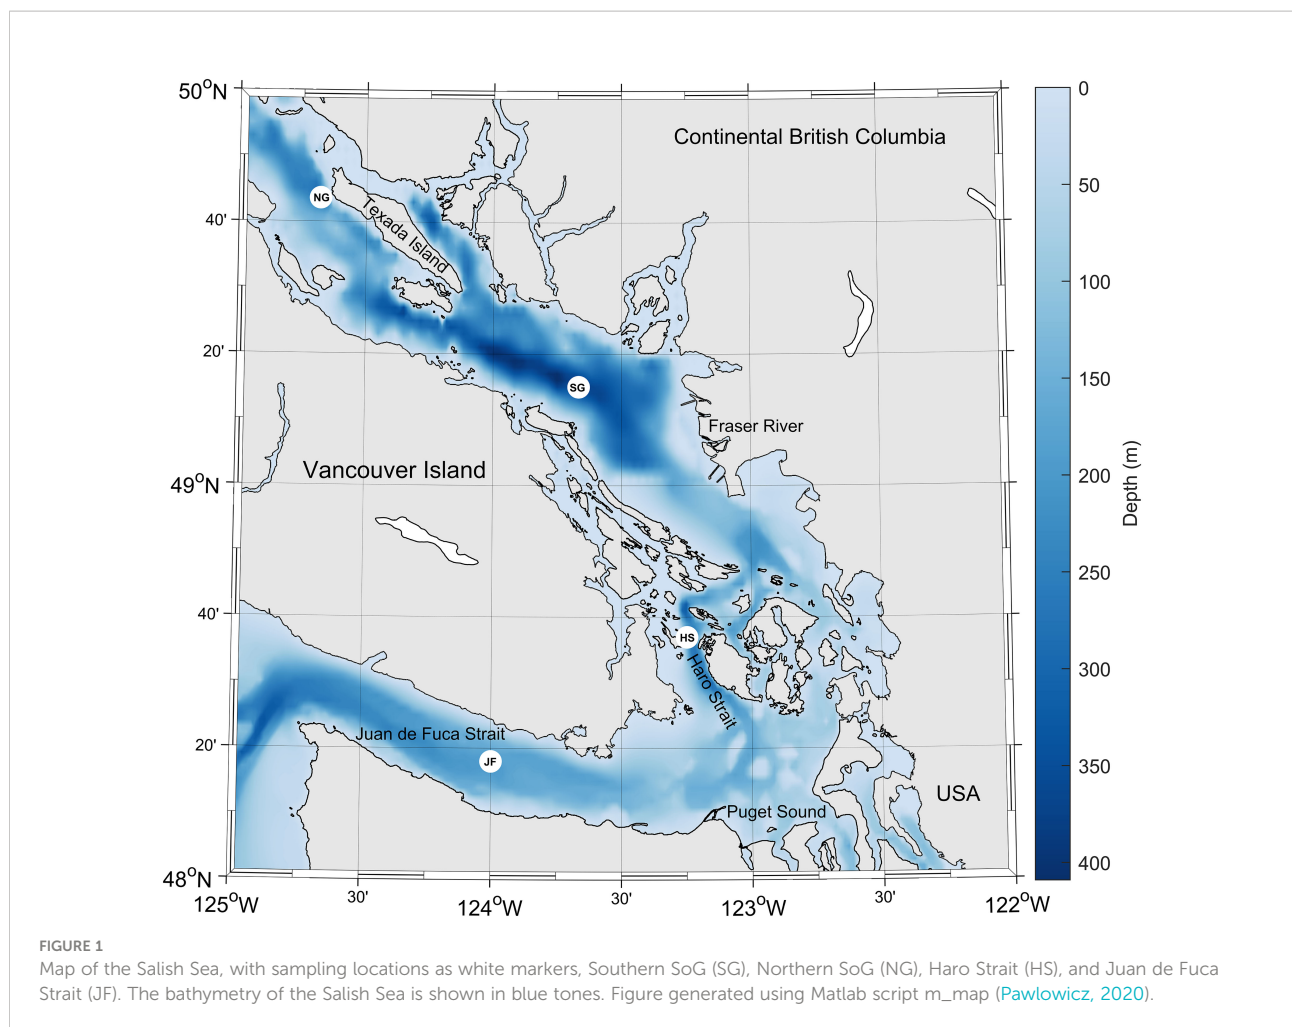 50°N
40'
20'
49°N
40'
20'
48°N
125°W
30'
124°W
30'
123°W
30'
122°W
Continental British Columbia
NG
Texada Island
SG
Fraser River
Vancouver Island
HS
Haro Strait
Juan de Fuca Strait
JF
Puget Sound
USA
0
50
100
150
200
250
300
350
400
Depth (m)
FIGURE 1
Map of the Salish Sea, with sampling locations as white markers, Southern SoG (SG), Northern SoG (NG), Haro Strait (HS), and Juan de Fuca
Strait (JF). The bathymetry of the Salish Sea is shown in blue tones. Figure generated using Matlab script m_map (Pawlowicz, 2020).